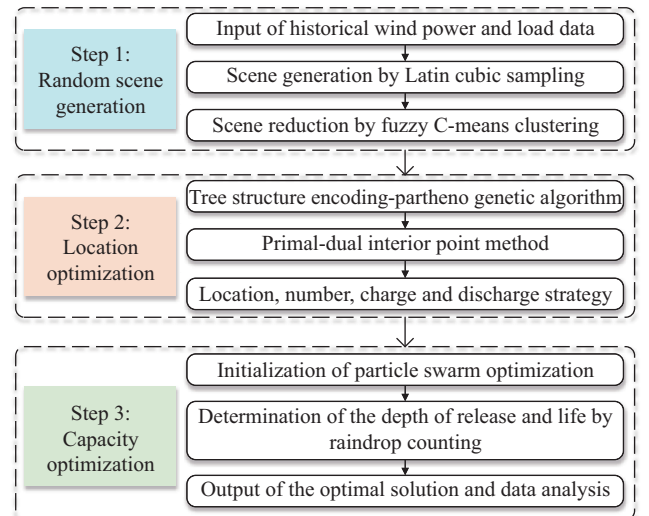 Step 1:
Random scene
generation
Input of historical wind power and load data
Scene generation by Latin cubic sampling
Scene reduction by fuzzy C-means clustering
Step 2:
Location
optimization
Tree structure encoding-partheno genetic algorithm
Primal-dual interior point method
Location, number, charge and discharge strategy
Step 3:
Capacity
optimization
Initialization of particle swarm optimization
Determination of the depth of release and life by
raindrop counting
Output of the optimal solution and data analysis